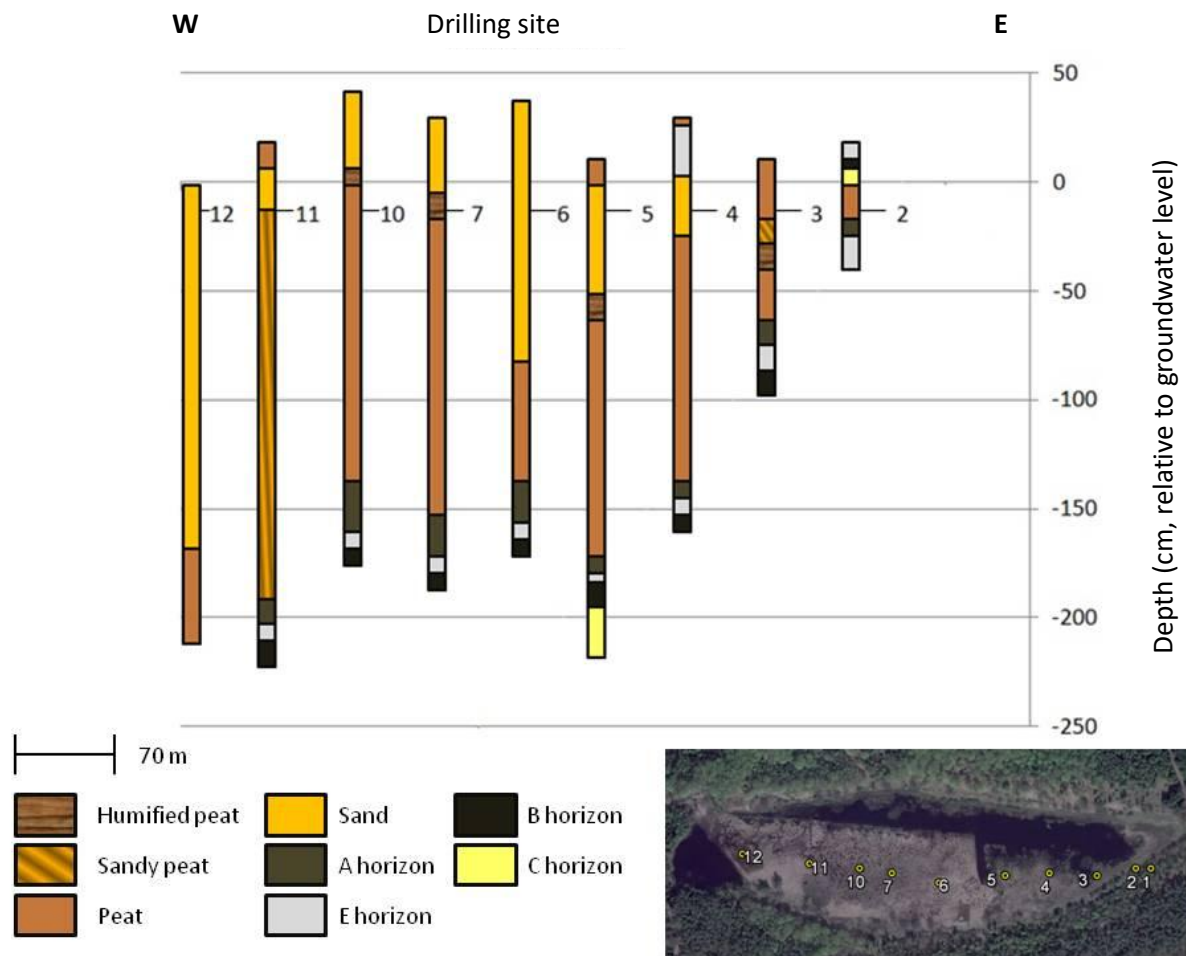 W Drilling site E
50
0
-50
-100
-150
-200
-250
Depth (cm, relative to groundwater level)
12 11 10 7 6 5 4 3 2
70 m
Humified peat Sand B horizon
Sandy peat A horizon C horizon
Peat E horizon
12 11 10 7 6 5 4 3 2 1